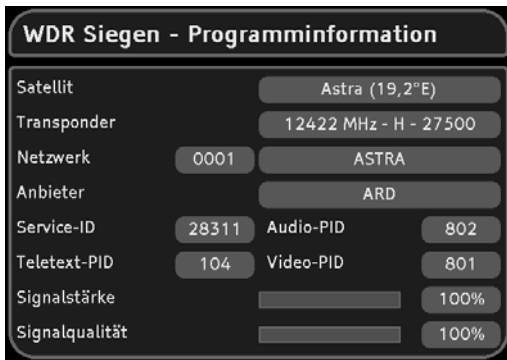 WDR Siegen - Programminformation
Satellit Astra (19,2°E)
Transponder 12422 MHz - H - 27500
Netzwerk 0001 ASTRA
Anbieter ARD
Service-ID 28311 Audio-PID 802
Teletext-PID 104 Video-PID 801
Signalstärke 100%
Signalqualität 100%